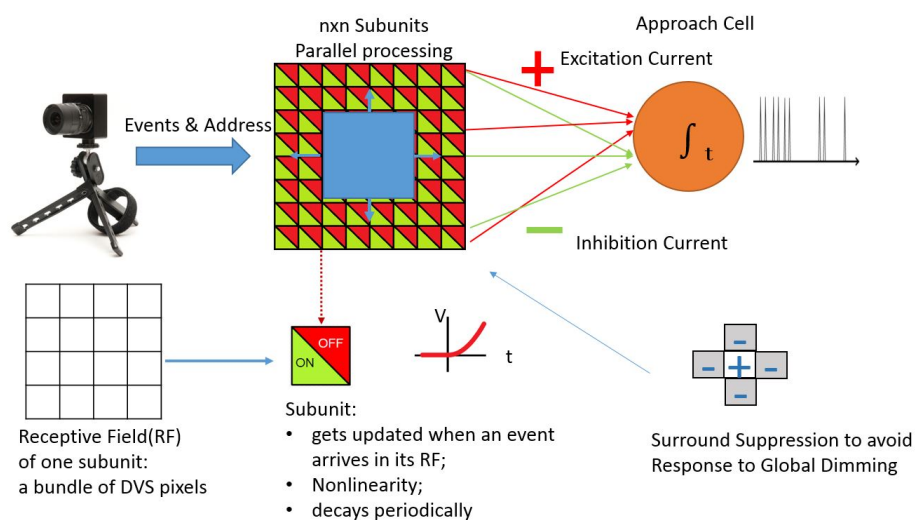 nxn Subunits
Parallel processing
Approach Cell
+
Excitation Current
Events & Address
∫ t
−
Inhibition Current
V
t
OFF
ON
-
- + -
-
Receptive Field(RF)
of one subunit:
a bundle of DVS pixels
Subunit:
• gets updated when an event
arrives in its RF;
• Nonlinearity;
• decays periodically
Surround Suppression to avoid
Response to Global Dimming